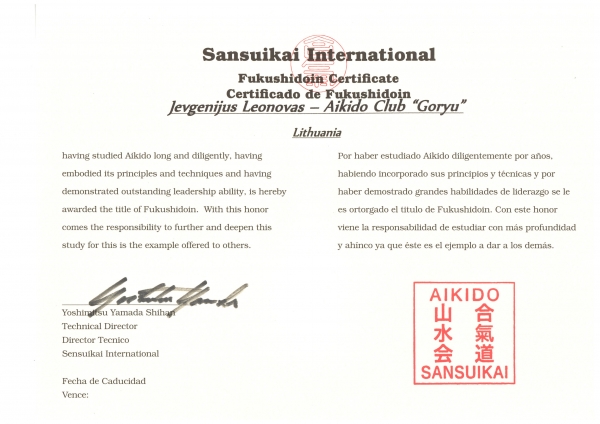 Sansuikai International
Fukushidoin Certificate
Certificado de Fukushidoin
Jevgenijus Leonovas – Aikido Club “Goryu”
Lithuania
having studied Aikido long and diligently, having
embodied its principles and techniques and having
demonstrated outstanding leadership ability, is hereby
awarded the title of Fukushidoin. With this honor
comes the responsibility to further and deepen this
study for this is the example offered to others.
Por haber estudiado Aikido diligentemente por años,
habiendo incorporado sus principios y técnicas y por
haber demostrado grandes habilidades de liderazgo se le
es ortorgado el titulo de Fukushidoin. Con este honor
viene la responsabilidad de estudiar con más profundidad
y ahínco ya que éste es el ejemplo a dar a los demás.
Yoshimitsu Yamada
Yoshimitsu Yamada Shihan
Technical Director
Director Tecnico
Sensuikai International
Fecha de Caducidad
Vence:
AIKIDO
合氣道
山水会
SANSUIKAI